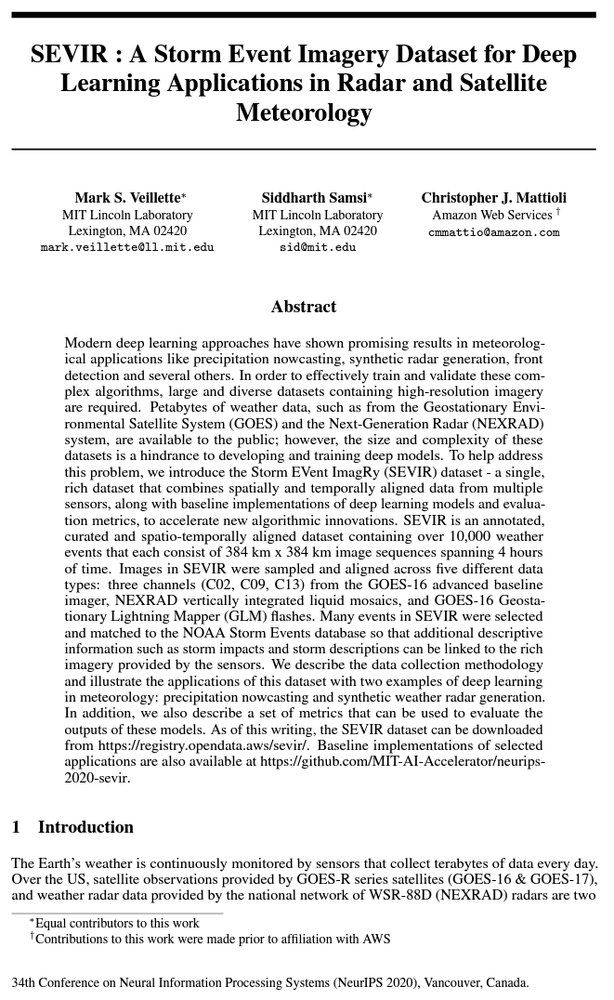 SEVIR : A Storm Event Imagery Dataset for Deep
Learning Applications in Radar and Satellite
Meteorology
Mark S. Veillette*
MIT Lincoln Laboratory
Lexington, MA 02420
mark.veillette@ll.mit.edu
Siddharth Samsi*
MIT Lincoln Laboratory
Lexington, MA 02420
sid@mit.edu
Christopher J. Mattioli
Amazon Web Services †
cmmattio@amazon.com
Abstract
Modern deep learning approaches have shown promising results in meteorolog-
ical applications like precipitation nowcasting, synthetic radar generation, front
detection and several others. In order to effectively train and validate these com-
plex algorithms, large and diverse datasets containing high-resolution imagery
are required. Petabytes of weather data, such as from the Geostationary Envi-
ronmental Satellite System (GOES) and the Next-Generation Radar (NEXRAD)
system, are available to the public; however, the size and complexity of these
datasets is a hindrance to developing and training deep models. To help address
this problem, we introduce the Storm EVent ImagRy (SEVIR) dataset - a single,
rich dataset that combines spatially and temporally aligned data from multiple
sensors, along with baseline implementations of deep learning models and evalua-
tion metrics, to accelerate new algorithmic innovations. SEVIR is an annotated,
curated and spatio-temporally aligned dataset containing over 10,000 weather
events that each consist of 384 km x 384 km image sequences spanning 4 hours
of time. Images in SEVIR were sampled and aligned across five different data
types: three channels (C02, C09, C13) from the GOES-16 advanced baseline
imager, NEXRAD vertically integrated liquid mosaics, and GOES-16 Geosta-
tionary Lightning Mapper (GLM) flashes. Many events in SEVIR were selected
and matched to the NOAA Storm Events database so that additional descriptive
information such as storm impacts and storm descriptions can be linked to the rich
imagery provided by the sensors. We describe the data collection methodology
and illustrate the applications of this dataset with two examples of deep learning
in meteorology: precipitation nowcasting and synthetic weather radar generation.
In addition, we also describe a set of metrics that can be used to evaluate the
outputs of these models. As of this writing, the SEVIR dataset can be downloaded
from https://registry.opendata.aws/sevir/. Baseline implementations of selected
applications are also available at https://github.com/MIT-AI-Accelerator/neurips-
2020-sevir.
1 Introduction
The Earth's weather is continuously monitored by sensors that collect terabytes of data every day.
Over the US, satellite observations provided by GOES-R series satellites (GOES-16 & GOES-17),
and weather radar data provided by the national network of WSR-88D (NEXRAD) radars are two
*Equal contributors to this work
†Contributions to this work were made prior to affiliation with AWS
34th Conference on Neural Information Processing Systems (NeurIPS 2020), Vancouver, Canada.